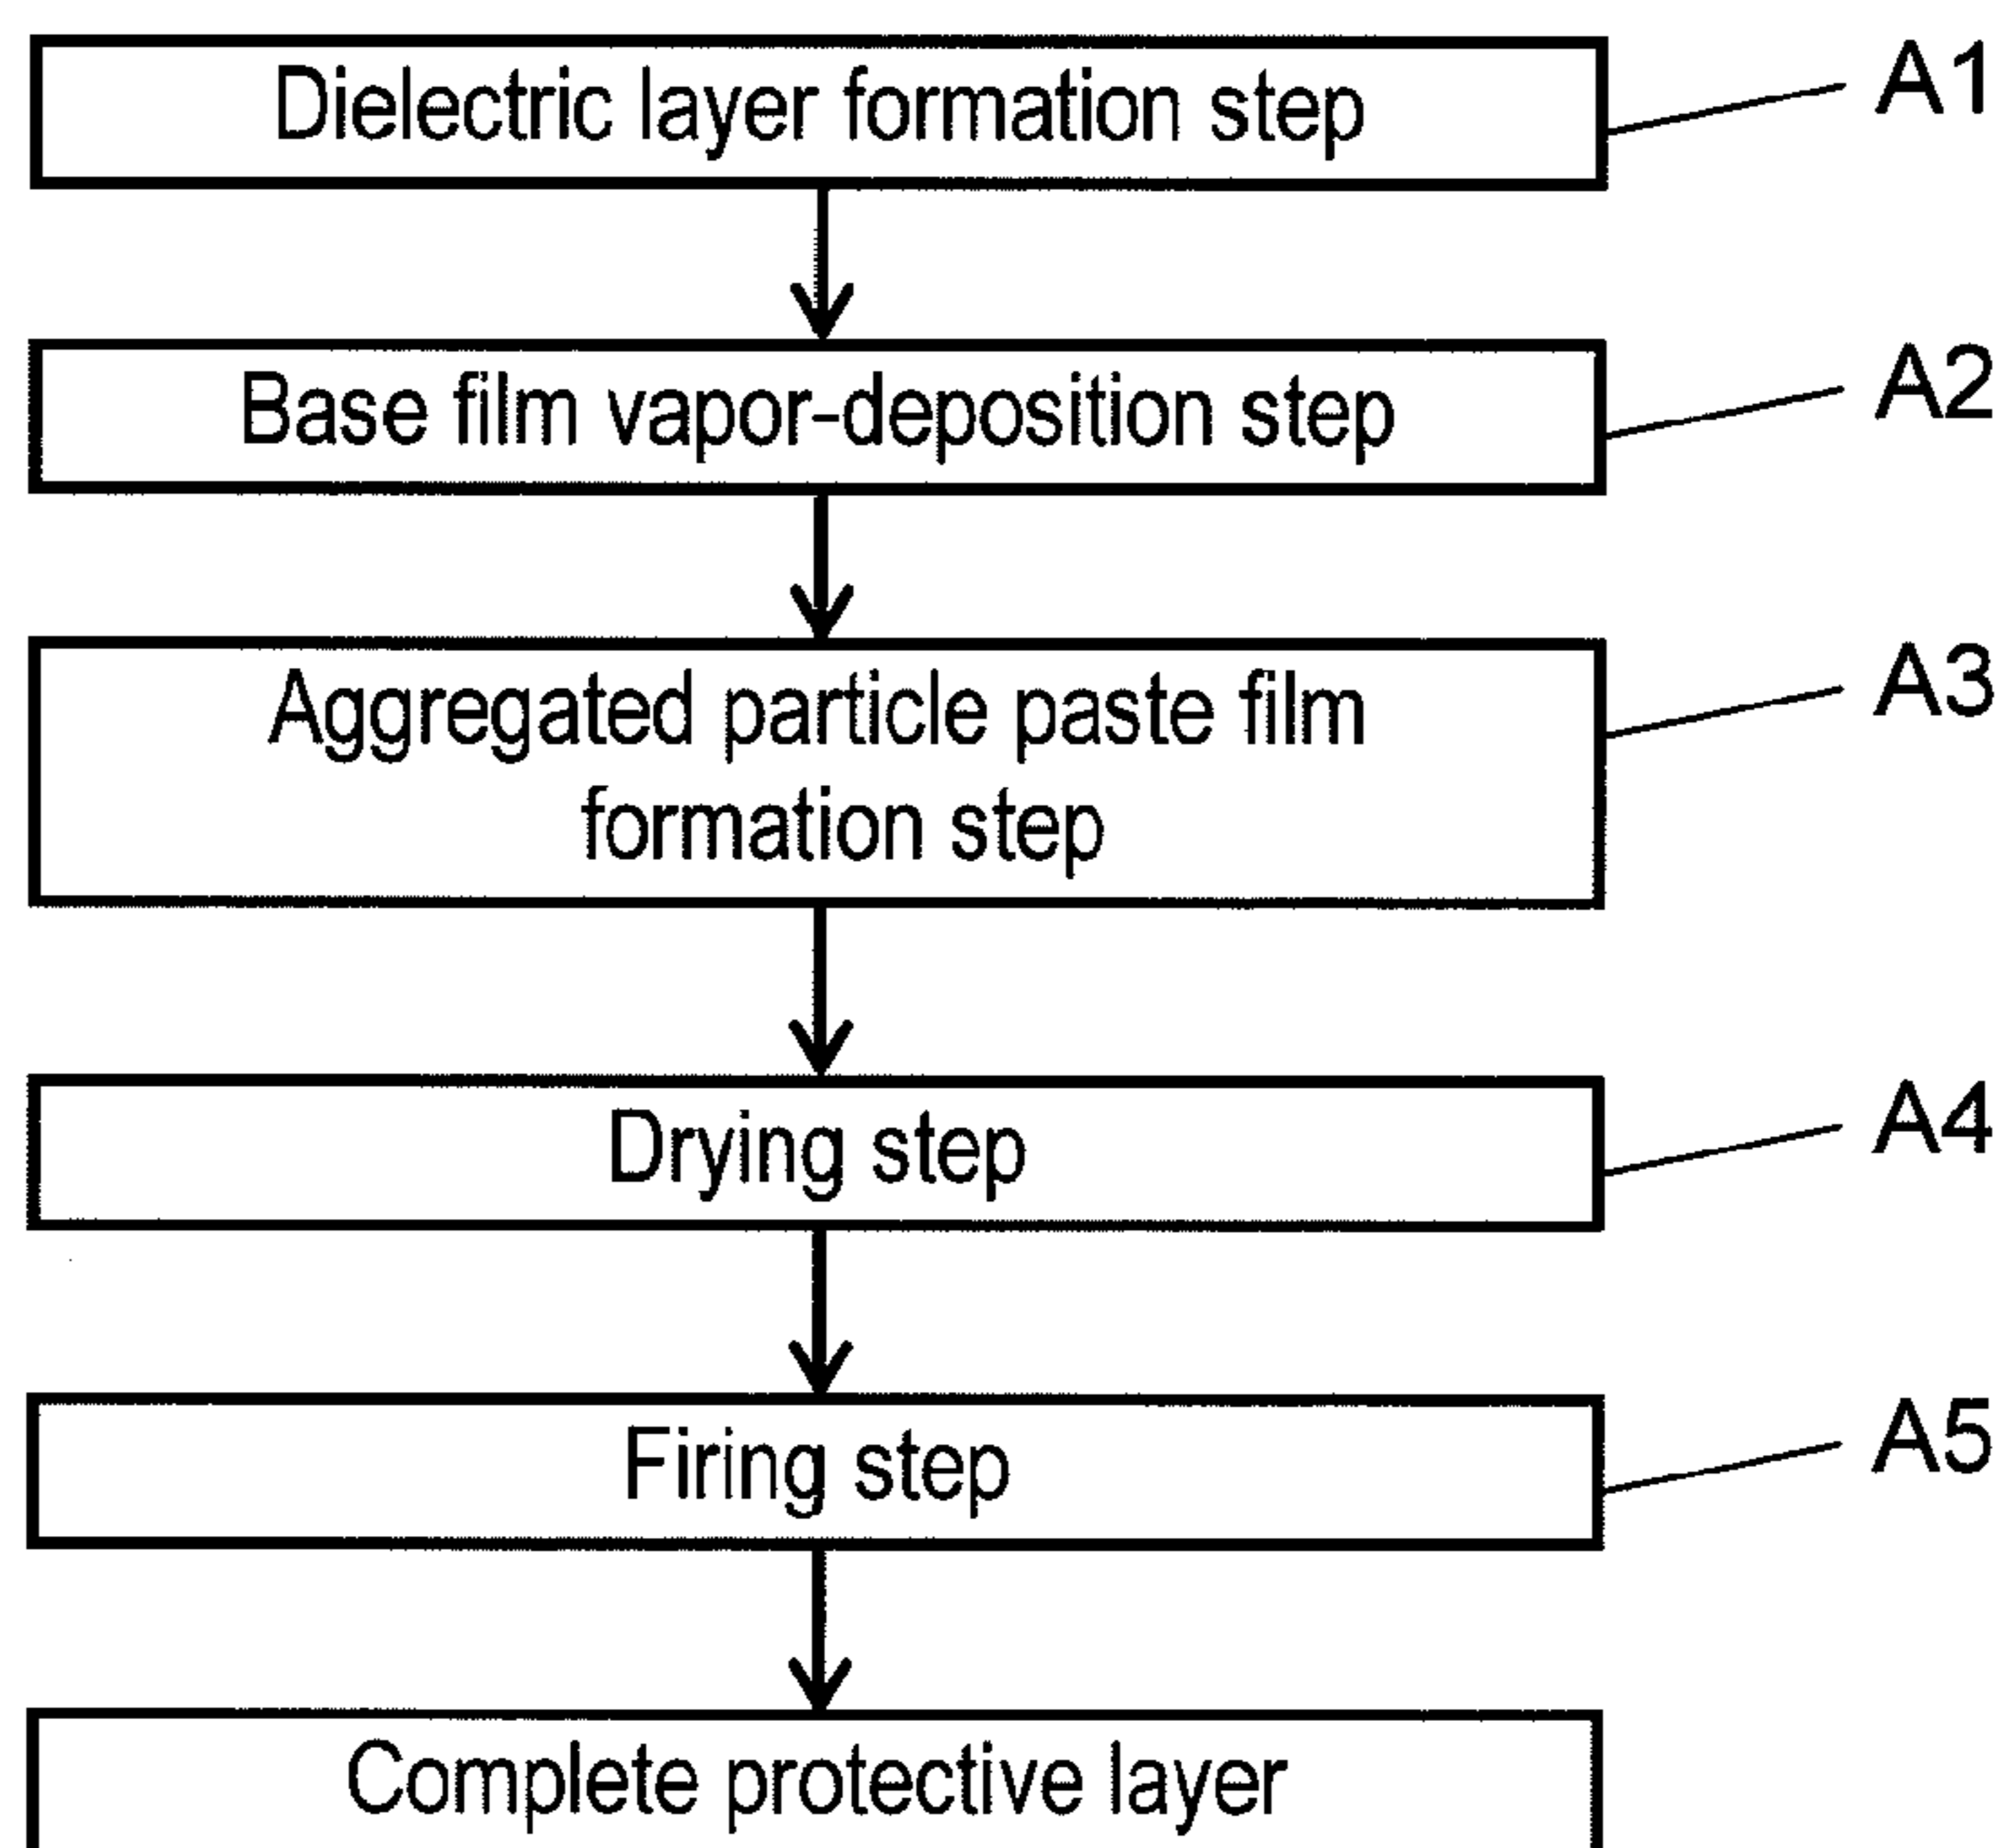 Dielectric layer formation step
A1
Base film vapor-deposition step
A2
Aggregated particle paste film
formation step
A3
Drying step
A4
Firing step
A5
Complete protective layer